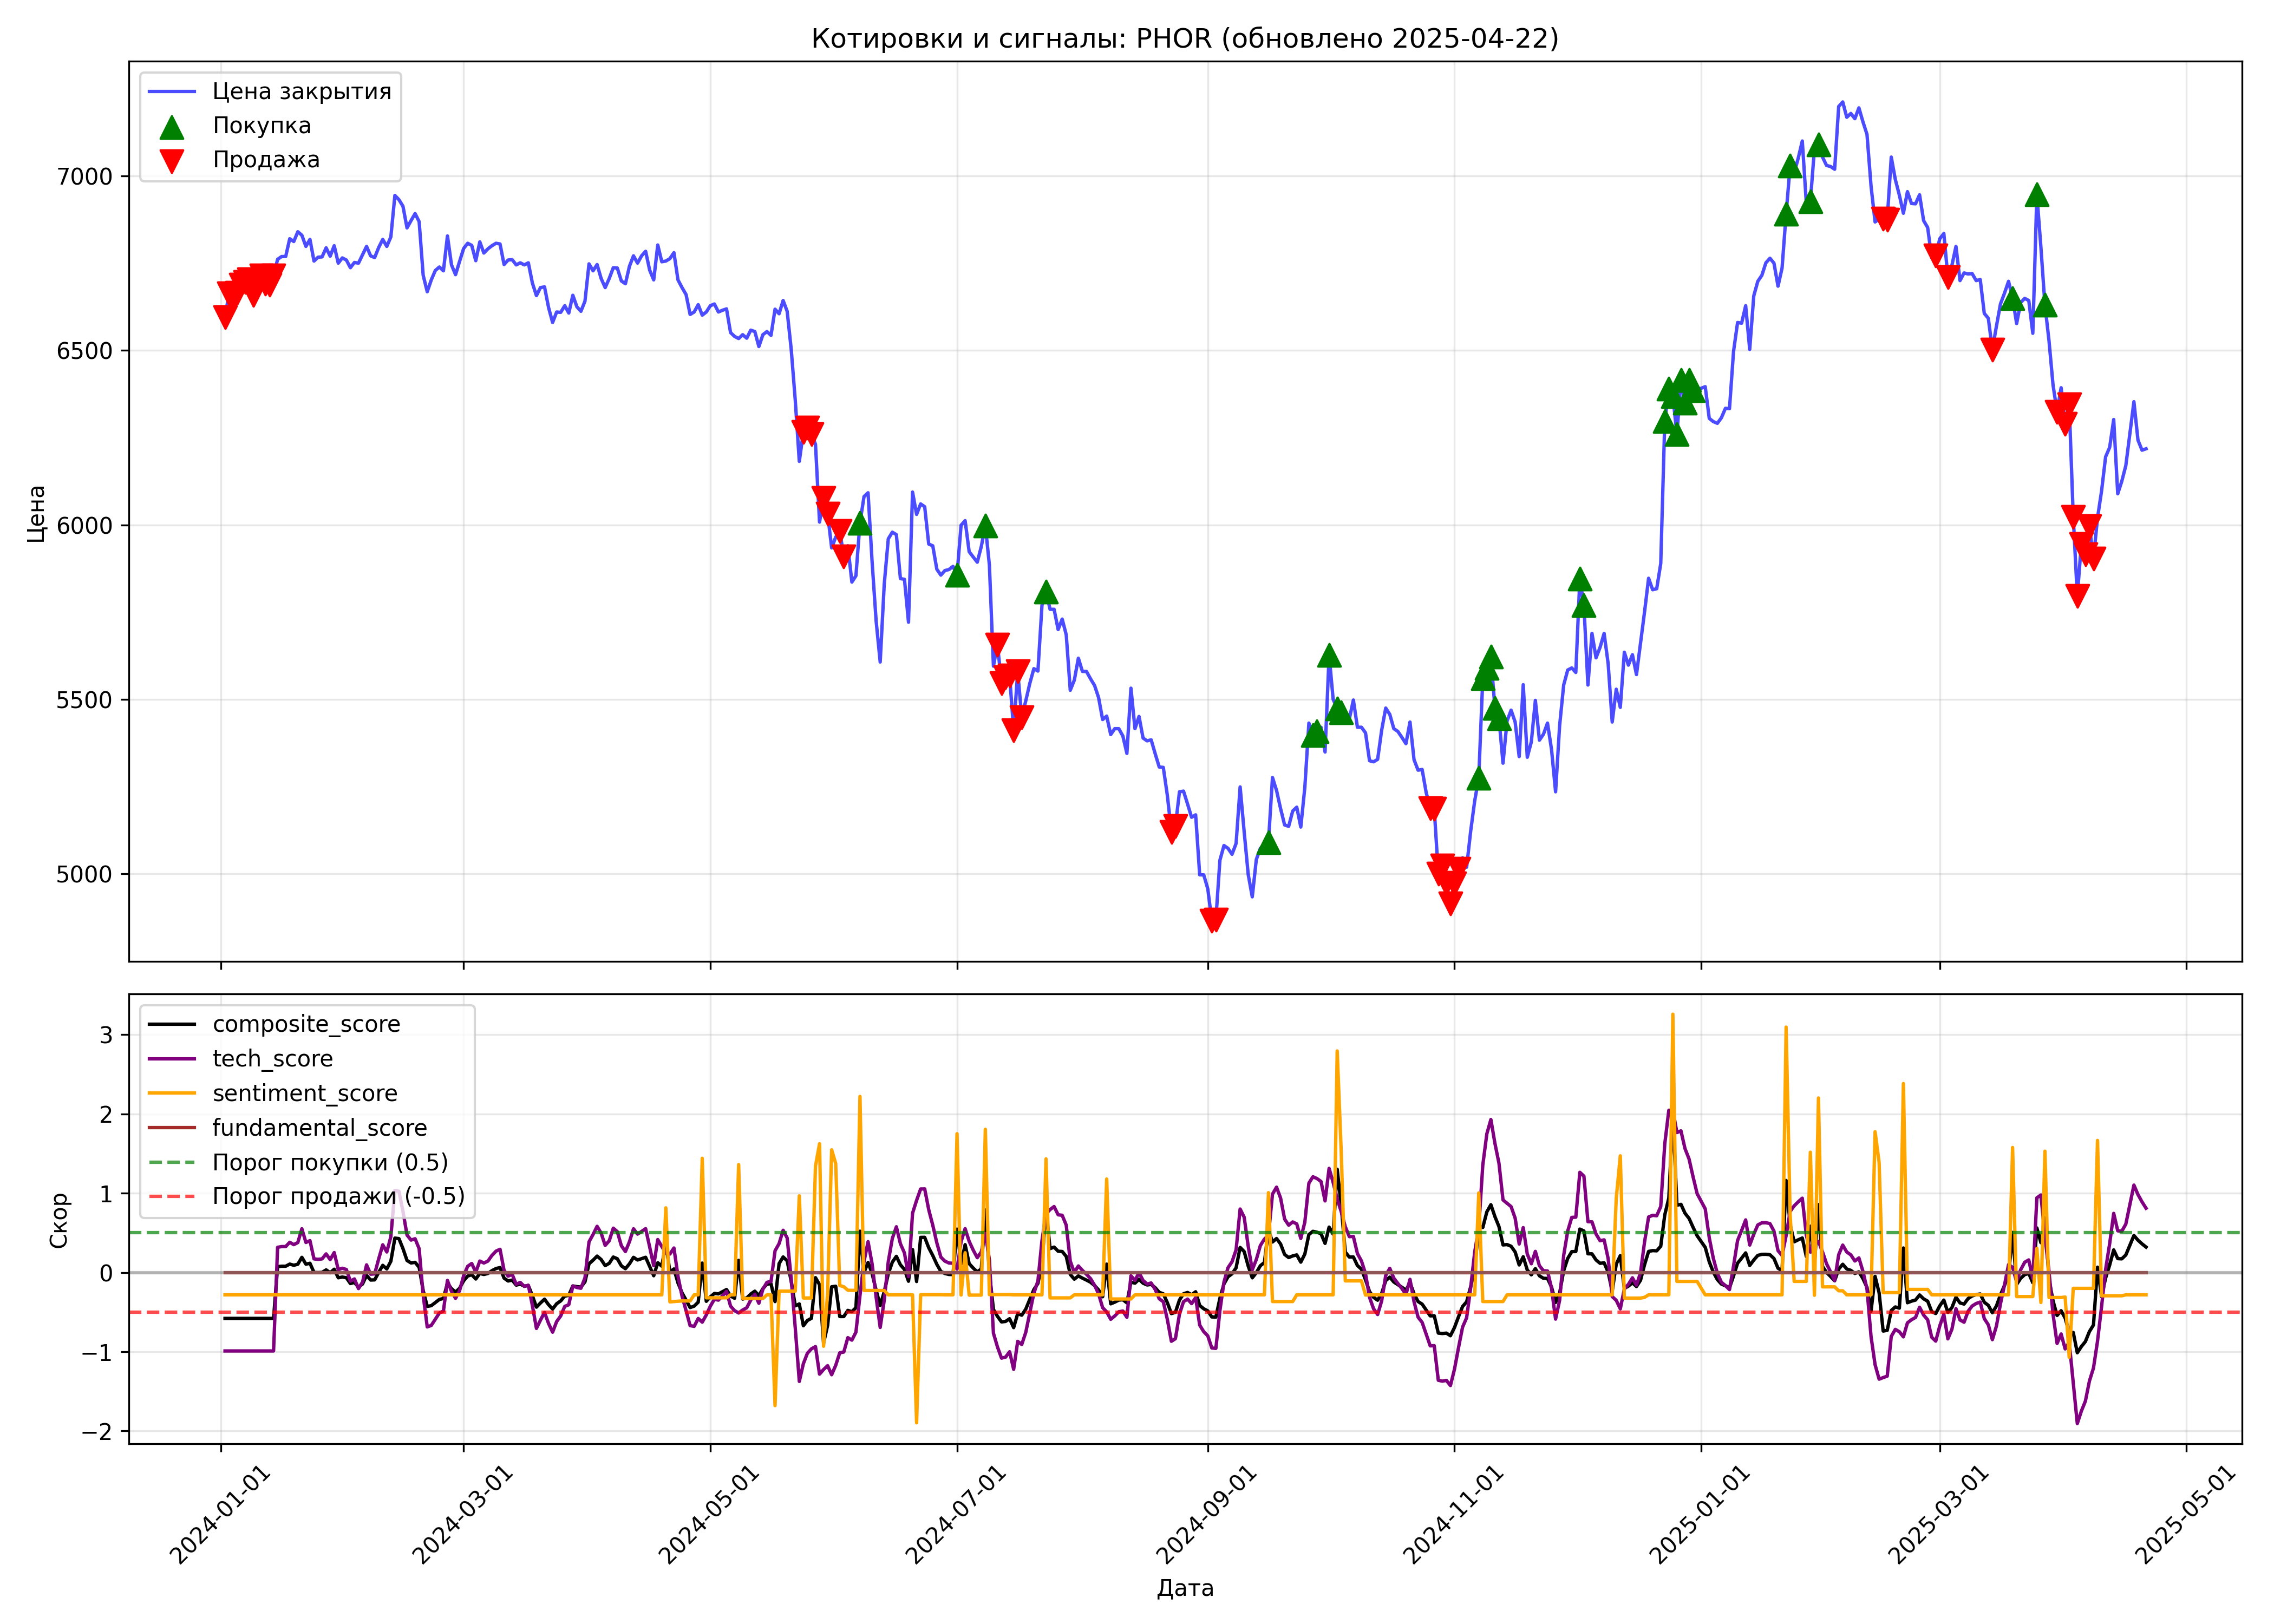 Котировки и сигналы: PHOR (обновлено 2025-04-22)
Цена закрытия
Покупка
Продажа
7000
6500
6000
5500
5000
Цена
composite_score
tech_score
sentiment_score
fundamental_score
Порог покупки (0.5)
Порог продажи (-0.5)
3
2
1
0
−1
−2
Скор
2024-01-01
2024-03-01
2024-05-01
2024-07-01
2024-09-01
2024-11-01
2025-01-01
2025-03-01
2025-05-01
Дата